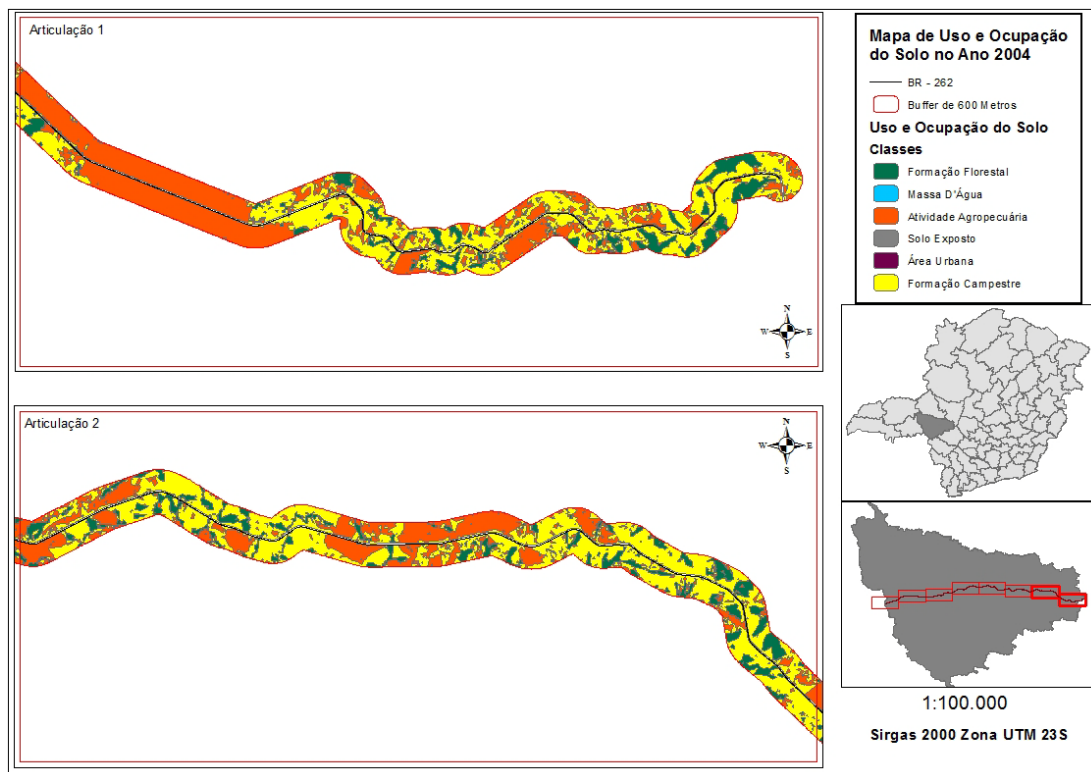 Articulação 1
N
W
E
S
Articulação 2
N
W
E
S
Mapa de Uso e Ocupação
do Solo no Ano 2004
BR - 262
Buffer de 600 Metros
Uso e Ocupação do Solo
Classes
Formação Florestal
Massa D'Água
Atividade Agropecuária
Solo Exposto
Área Urbana
Formação Campestre
1:100.000
Sirgas 2000 Zona UTM 23S